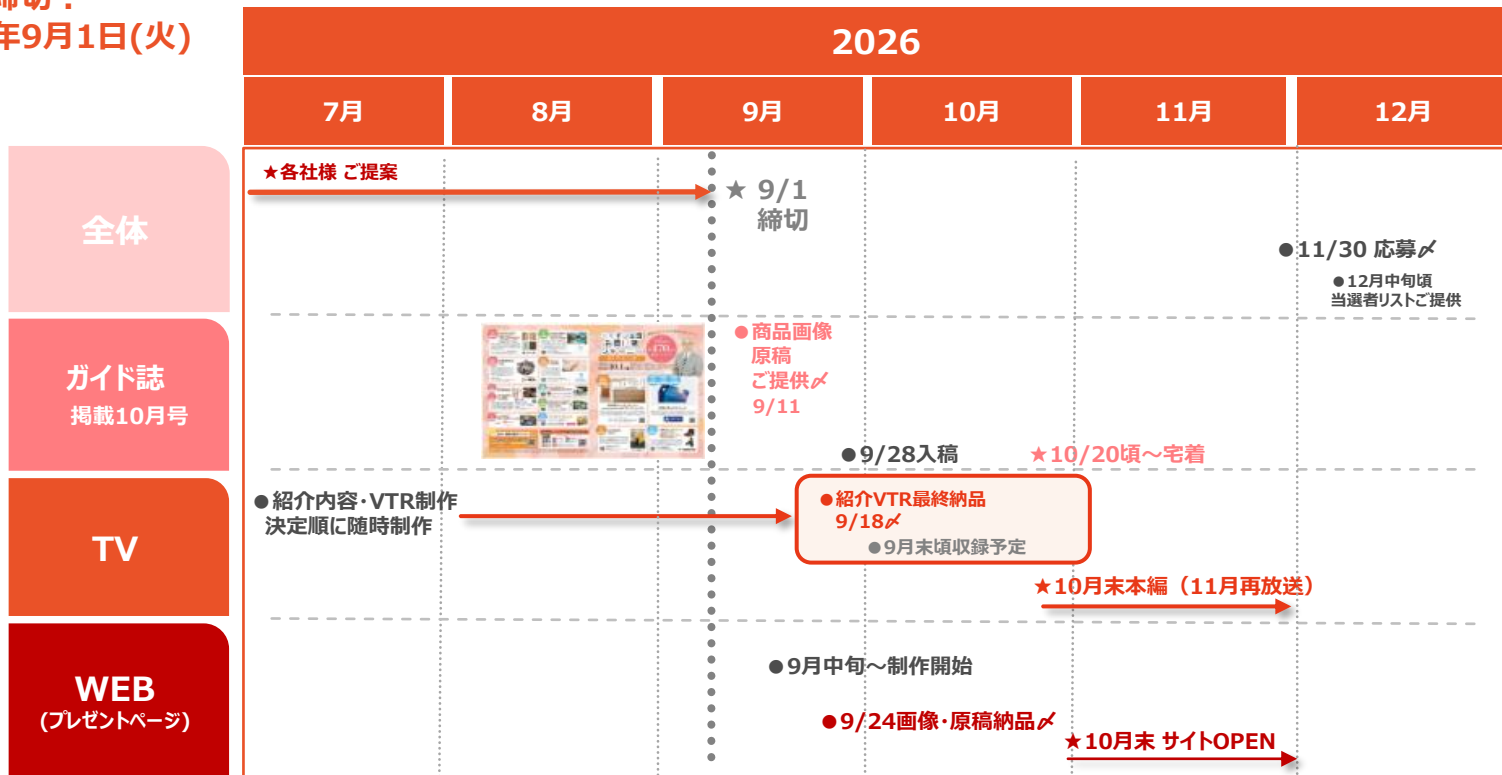 締切：
年9月1日(火)
2026
7月
8月
9月
10月
11月
12月
全体
★各社様 ご提案
★ 9/1
締切
●11/30 応募〆
●12月中旬頃
当選者リストご提供
ガイド誌
掲載10月号
●商品画像
原稿
ご提供〆
9/11
●9/28入稿
★10/20頃～宅着
TV
●紹介内容・VTR制作
決定順に随時制作
●紹介VTR最終納品
9/18〆
●9月末頃収録予定
★10月末本編（11月再放送）
WEB
(プレゼントページ)
●9月中旬～制作開始
●9/24画像・原稿納品〆
★10月末 サイトOPEN